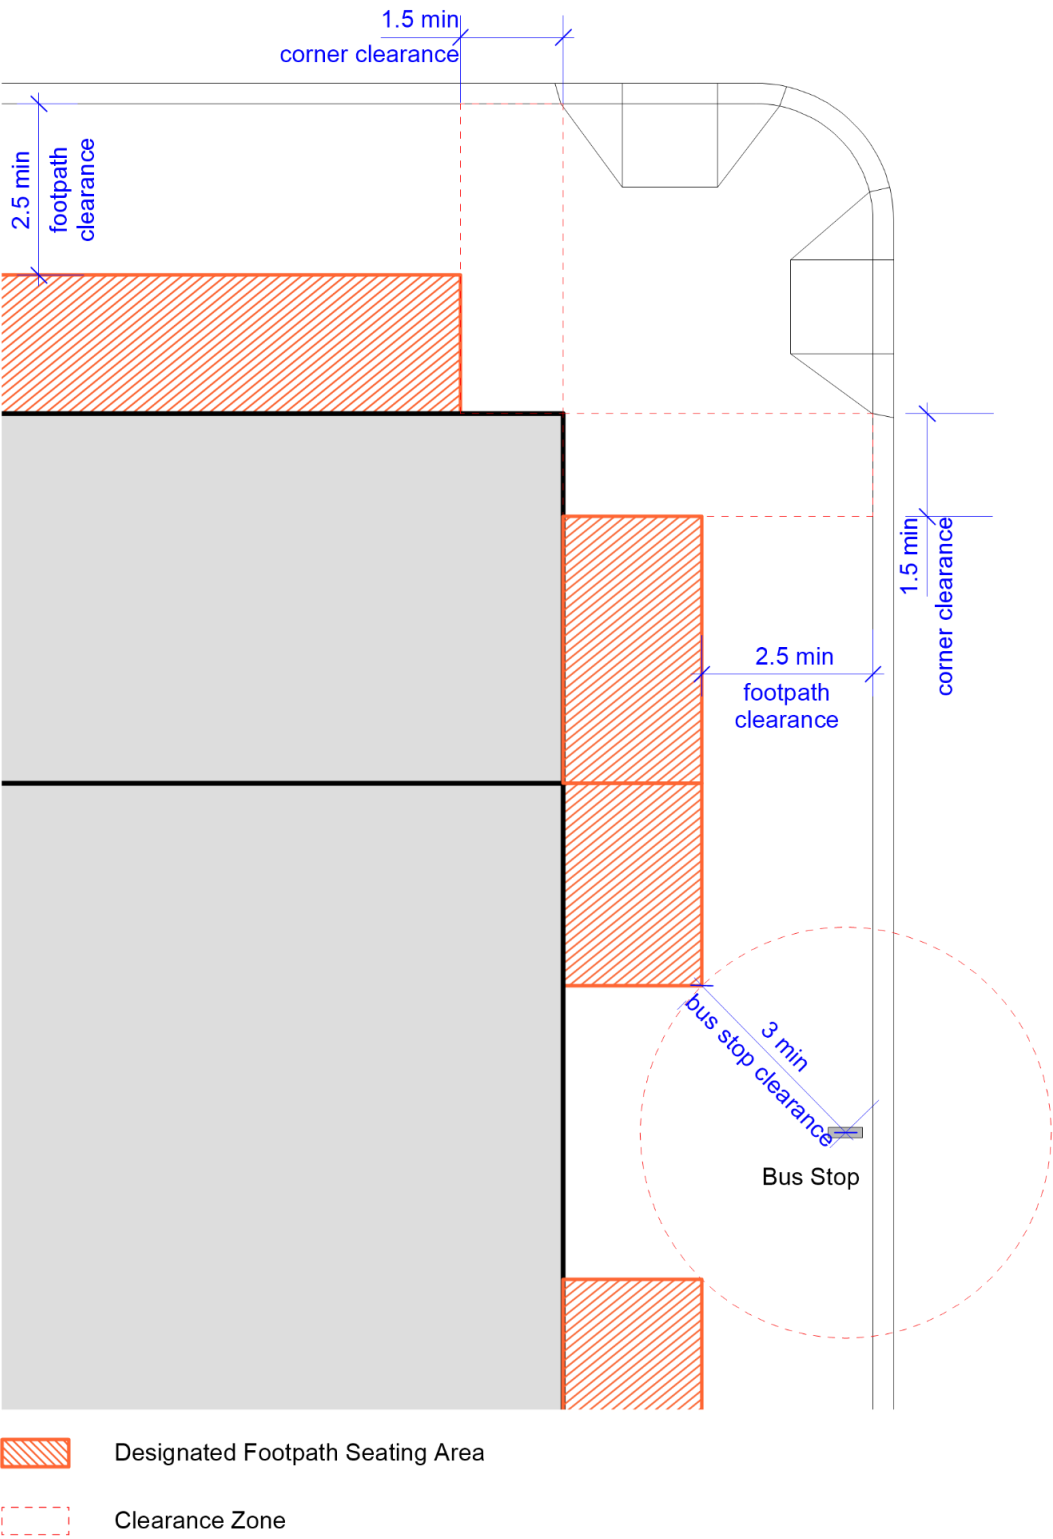 1.5 min
corner clearance
2.5 min
footpath
clearance
1.5 min
corner clearance
2.5 min
footpath
clearance
3 min
bus stop clearance
Bus Stop
Designated Footpath Seating Area
Clearance Zone